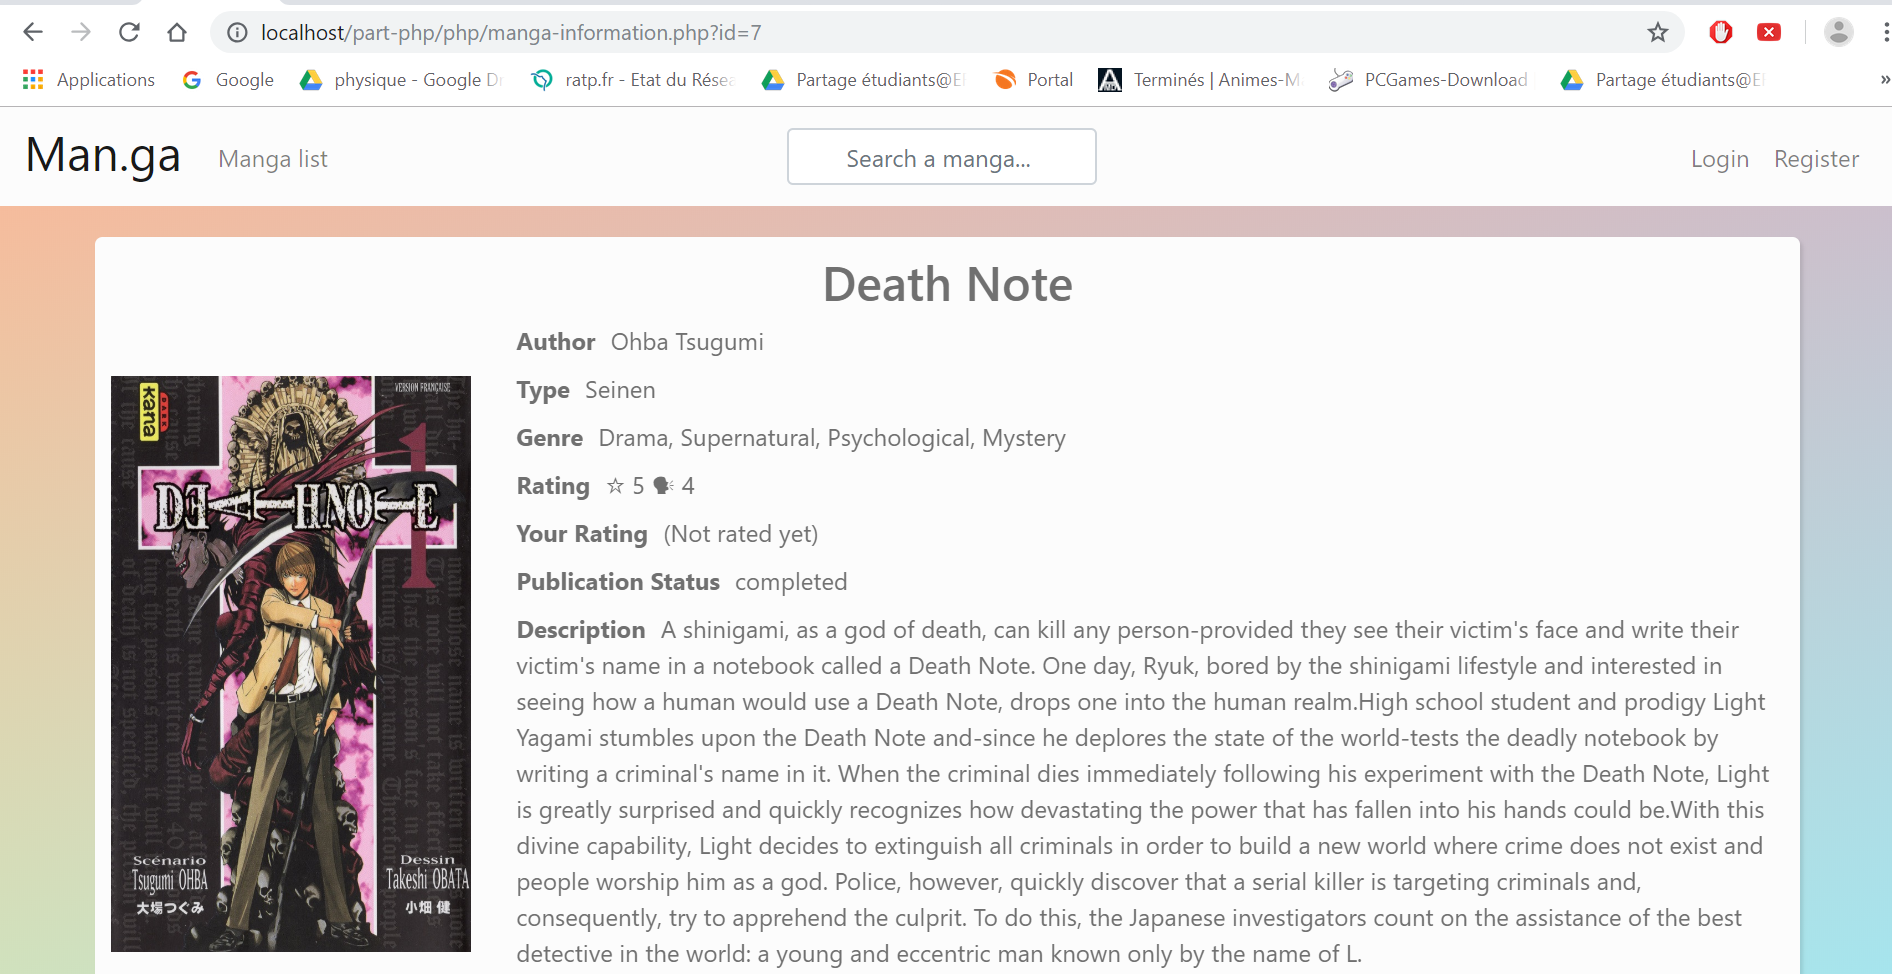 localhost/part-php/php/manga-information.php?id=7
Applications Google physique - Google Dr ratp.fr - Etat du Résea Partage étudiants@E Portal Terminés | Animes-M PCGames-Download Partage étudiants@E »
Man.ga Manga list Search a manga... Login Register
Death Note
Author Ohba Tsugumi
Type Seinen
Genre Drama, Supernatural, Psychological, Mystery
Rating ☆ 5 🗣 4
Your Rating (Not rated yet)
Publication Status completed
Description A shinigami, as a god of death, can kill any person-provided they see their victim's face and write their
victim's name in a notebook called a Death Note. One day, Ryuk, bored by the shinigami lifestyle and interested in
seeing how a human would use a Death Note, drops one into the human realm.High school student and prodigy Light
Yagami stumbles upon the Death Note and-since he deplores the state of the world-tests the deadly notebook by
writing a criminal's name in it. When the criminal dies immediately following his experiment with the Death Note, Light
is greatly surprised and quickly recognizes how devastating the power that has fallen into his hands could be.With this
divine capability, Light decides to extinguish all criminals in order to build a new world where crime does not exist and
people worship him as a god. Police, however, quickly discover that a serial killer is targeting criminals and,
consequently, try to apprehend the culprit. To do this, the Japanese investigators count on the assistance of the best
detective in the world: a young and eccentric man known only by the name of L.
VERSION FRANÇAISE
KANA
DARK
1
DEATH NOTE
Scénario
Tsugumi OHBA
大場つぐみ
Dessin
Takeshi OBATA
小畑 健